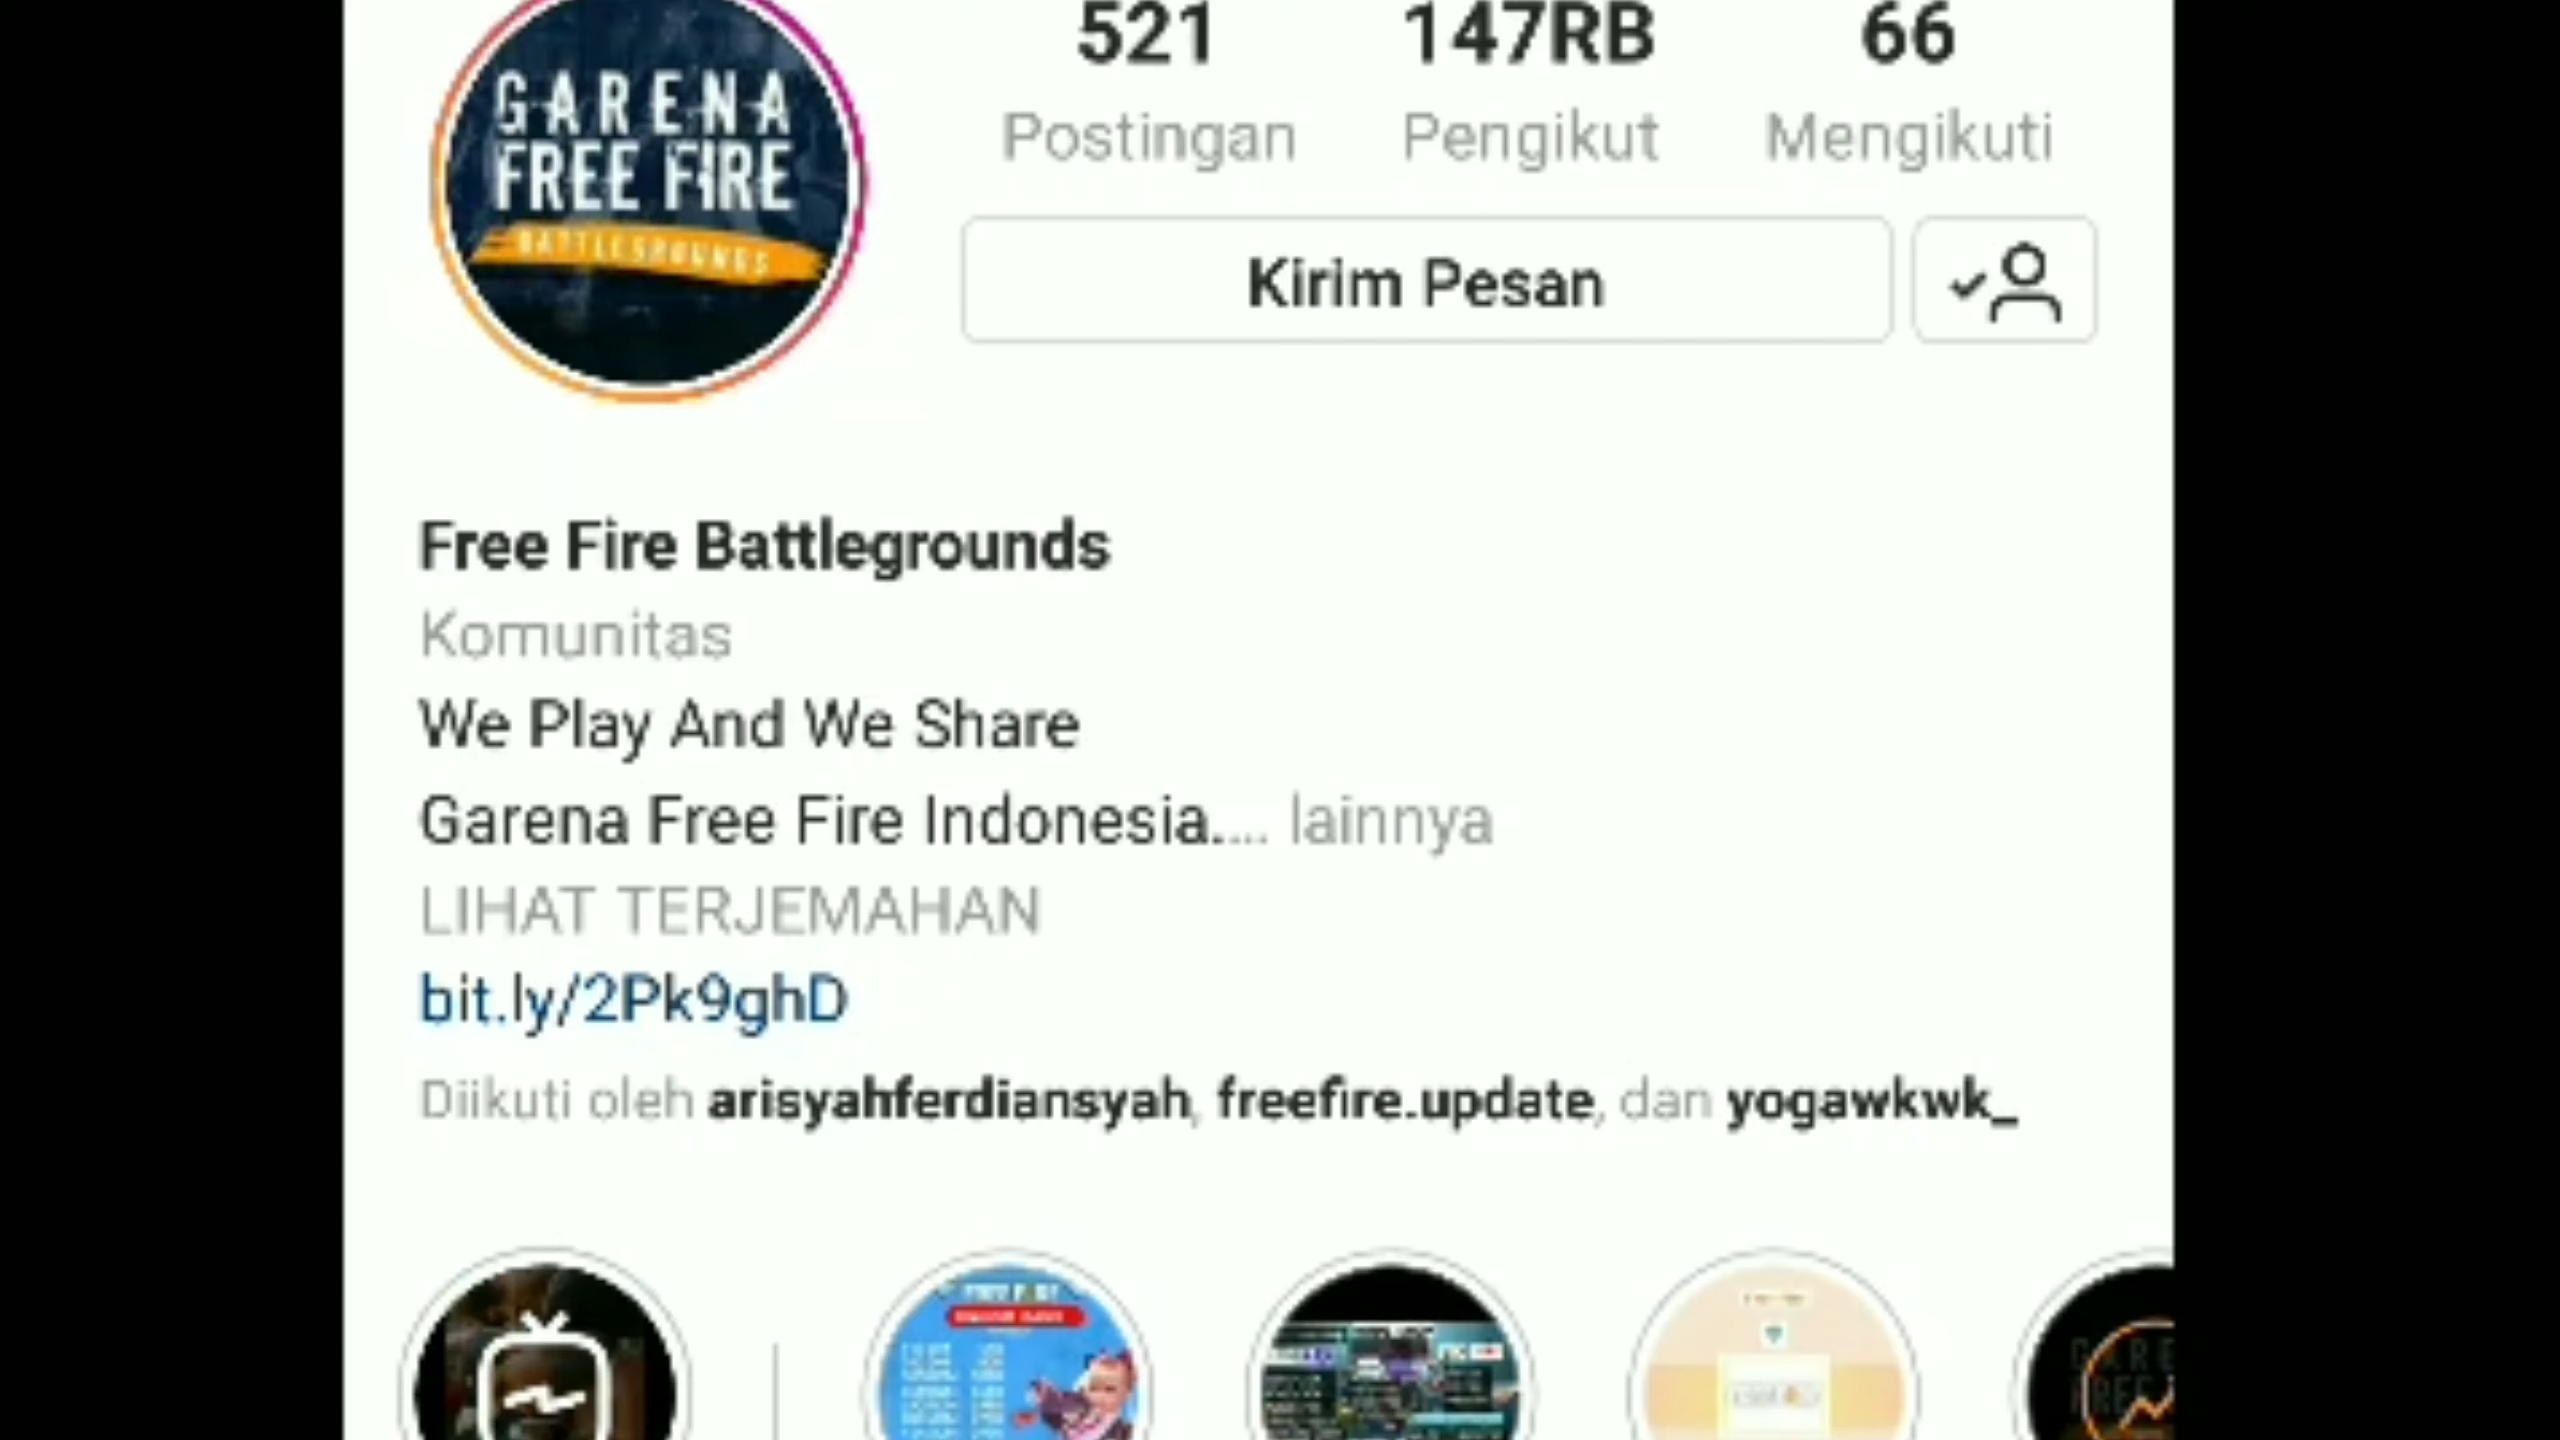 GARENA
FREE FIRE
BATTLEGROUNDS
521 147RB 66
Postingan Pengikut Mengikuti
Kirim Pesan
Free Fire Battlegrounds
Komunitas
We Play And We Share
Garena Free Fire Indonesia.... lainnya
LIHAT TERJEMAHAN
bit.ly/2Pk9ghD
Diikuti oleh arisyahferdiansyah, freefire.update, dan yogawkwk_